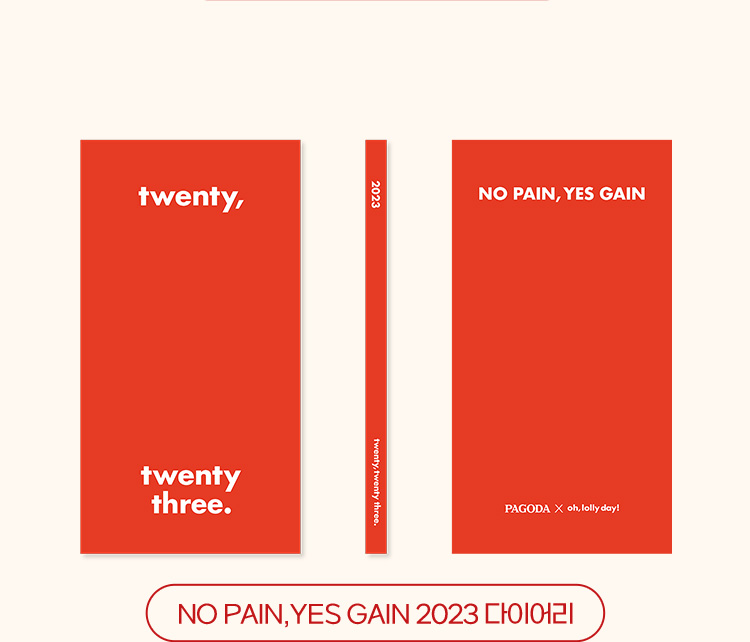 twenty,
twenty
three.
2023
twenty, twenty three.
NO PAIN, YES GAIN
PAGODA X oh, lolly day!
NO PAIN,YES GAIN 2023 다이어리